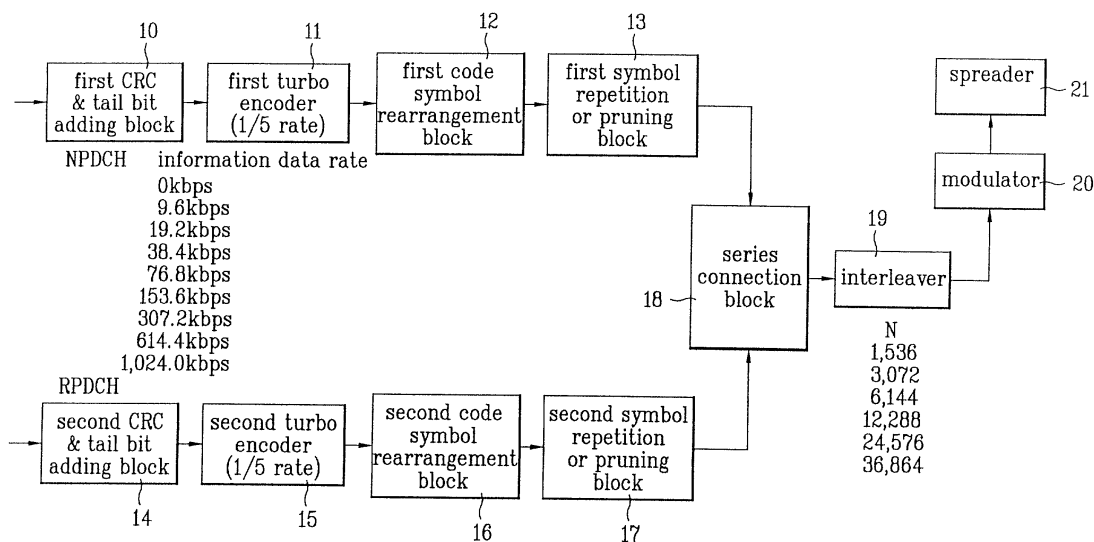 10
11
12
13
first CRC
& tail bit
adding block
first turbo
encoder
(1/5 rate)
first code
symbol
rearrangement
block
first symbol
repetition
or pruning
block
spreader
21
modulator
20
NPDCH information data rate
0kbps
9.6kbps
19.2kbps
38.4kbps
76.8kbps
153.6kbps
307.2kbps
614.4kbps
1,024.0kbps
series
connection
block
18
19
interleaver
N
1,536
3,072
6,144
12,288
24,576
36,864
RPDCH
second CRC
& tail bit
adding block
second turbo
encoder
(1/5 rate)
second code
symbol
rearrangement
block
second symbol
repetition
or pruning
block
14
15
16
17